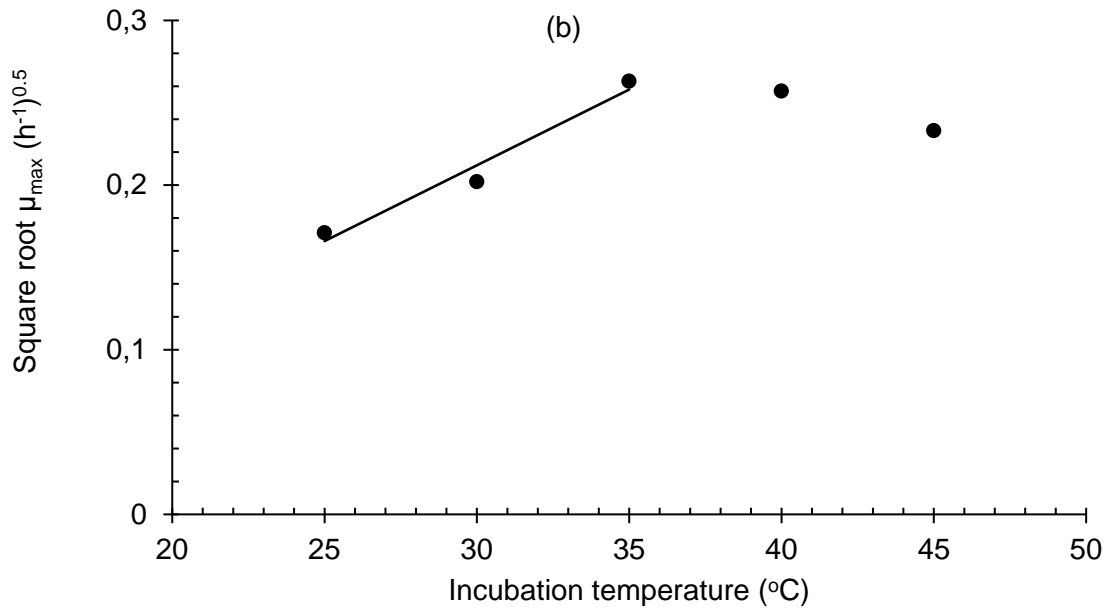 (b)
0,3
0,2
0,1
0
Square root μmax (h-1)0.5
20 25 30 35 40 45 50
Incubation temperature (oC)